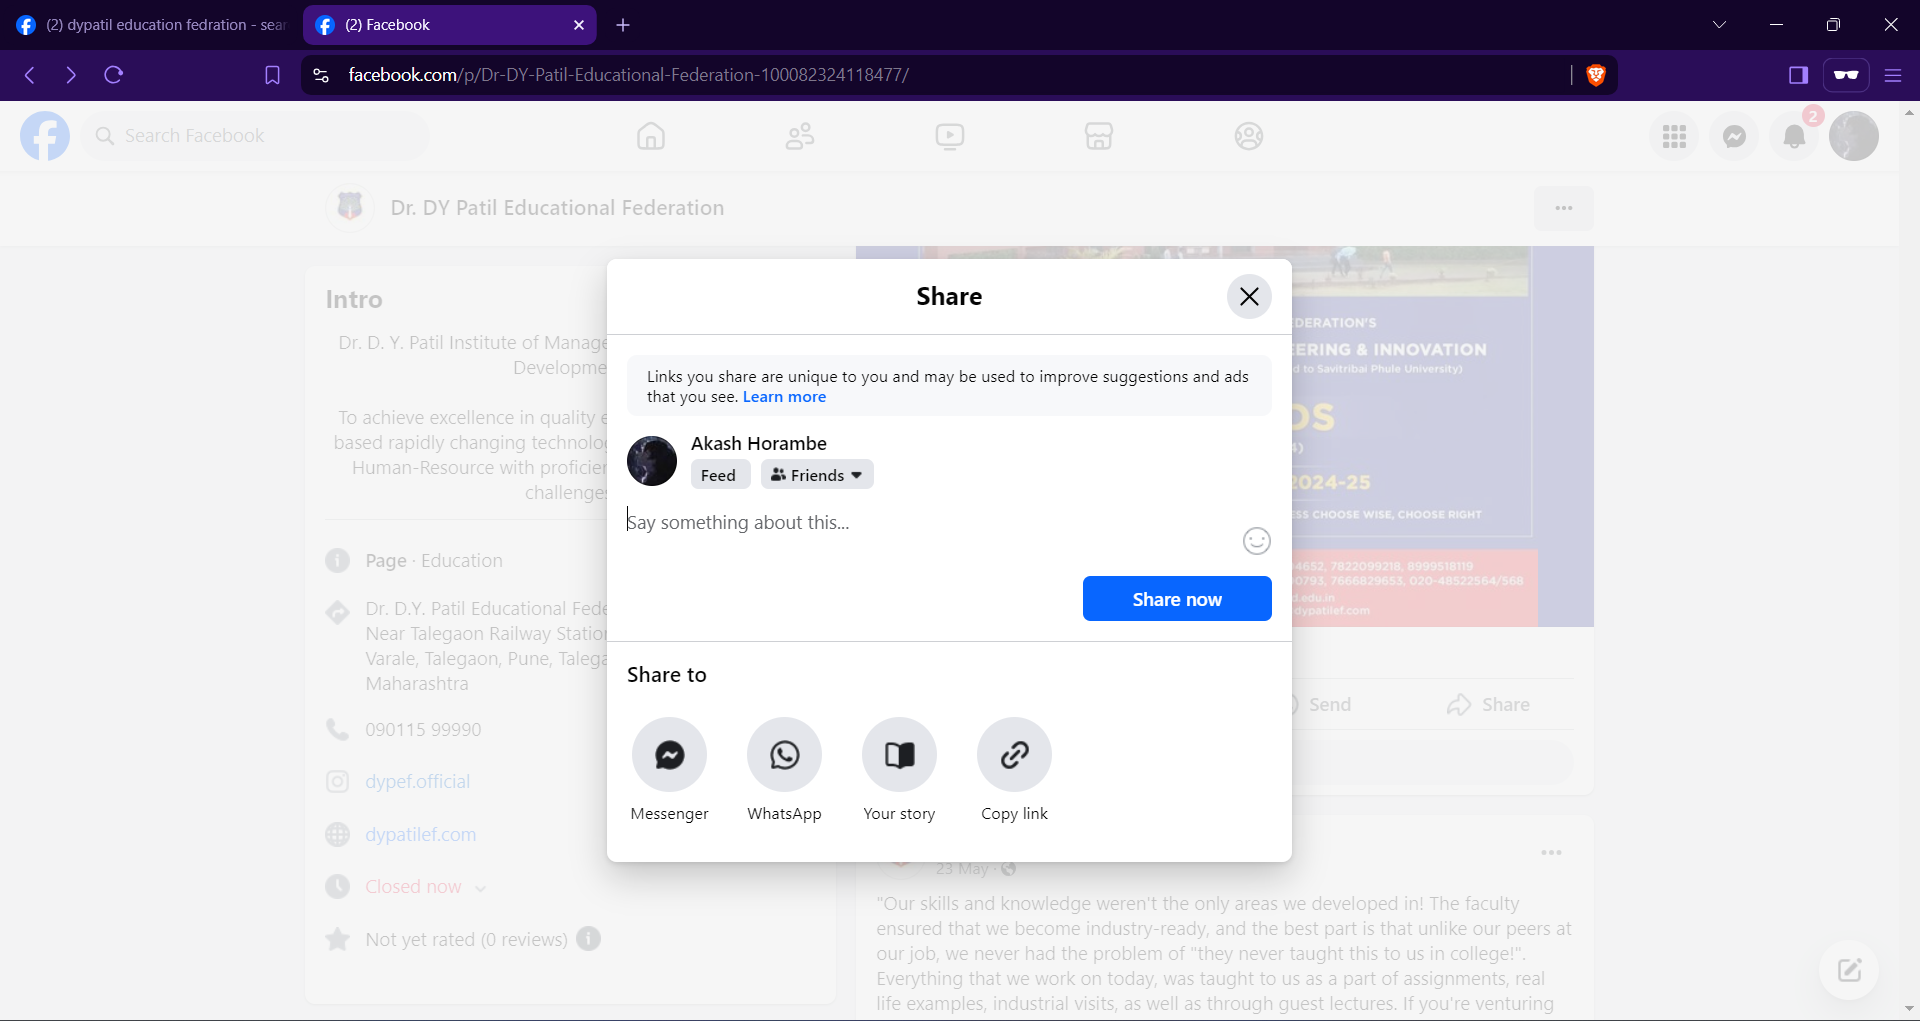 (2) dypatil education fedration - sear
(2) Facebook
facebook.com/p/Dr-DY-Patil-Educational-Federation-100082324118477/
Search Facebook
2
Dr. DY Patil Educational Federation
Intro
Dr. D. Y. Patil Institute of Manage
Developme
To achieve excellence in quality e
based rapidly changing technolog
Human-Resource with proficien
challenges
Page · Education
Dr. D.Y. Patil Educational Fede
Near Talegaon Railway Station
Varale, Talegaon, Pune, Talega
Maharashtra
090115 99990
dypef.official
dypatilef.com
Closed now
Not yet rated (0 reviews)
Share
Links you share are unique to you and may be used to improve suggestions and ads
that you see. Learn more
Akash Horambe
Feed
Friends
Say something about this...
Share now
Share to
Messenger
WhatsApp
Your story
Copy link
DERATION'S
ERING & INNOVATION
d to Savitribai Phule University)
DS
2024-25
SS CHOOSE WISE, CHOOSE RIGHT
4652, 7822099218, 8999518119
0793, 7666829653, 020-48522564/568
d.edu.in
dypatilef.com
Send
Share
23 May
"Our skills and knowledge weren't the only areas we developed in! The faculty
ensured that we become industry-ready, and the best part is that unlike our peers at
our job, we never had the problem of "they never taught this to us in college!".
Everything that we work on today, was taught to us as a part of assignments, real
life examples, industrial visits, as well as through guest lectures. If you're venturing